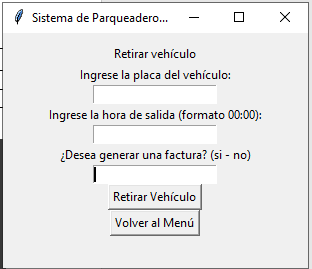 Sistema de Parqueadero...
Retirar vehículo
Ingrese la placa del vehículo:
Ingrese la hora de salida (formato 00:00):
¿Desea generar una factura? (si - no)
Retirar Vehículo
Volver al Menú